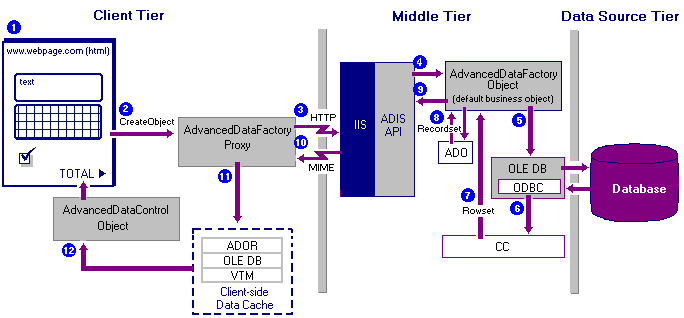 Client Tier
Middle Tier
Data Source Tier
1
www.webpage.com (html)
text
TOTAL
2
CreateObject
AdvancedDataFactory
Proxy
3
HTTP
10
MIME
IIS
ADIS
API
4
9
AdvancedDataFactory
Object
(default business object)
8
Recordset
ADO
5
OLE DB
ODBC
Database
6
7
Rowset
CC
11
AdvancedDataControl
Object
12
ADOR
OLE DB
VTM
Client-side
Data Cache